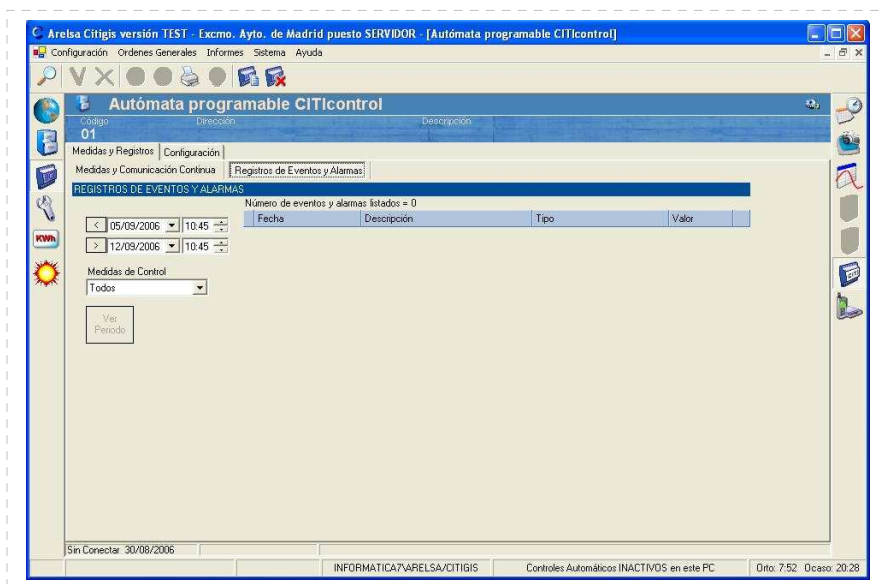 Arelsa Citigis versión TEST - Excmo. Ayto. de Madrid puesto SERVIDOR - [Autómata programable CITIcontrol]
Configuración Ordenes Generales Informes Sistema Ayuda
Autómata programable CITIcontrol
Código Dirección Descripción
01
Medidas y Registros Configuración
Medidas y Comunicación Continua Registros de Eventos y Alarmas
REGISTROS DE EVENTOS Y ALARMAS
Número de eventos y alarmas listados = 0
Fecha Descripción Tipo Valor
< 05/09/2006 10:45
> 12/09/2006 10:45
KWh
Medidas de Control
Todos
Ver Periodo
Sin Conectar 30/08/2006
INFORMATICA7\ARELSA/CITIGIS Controles Automáticos INACTIVOS en este PC Orto: 7:52 Ocaso: 20:28